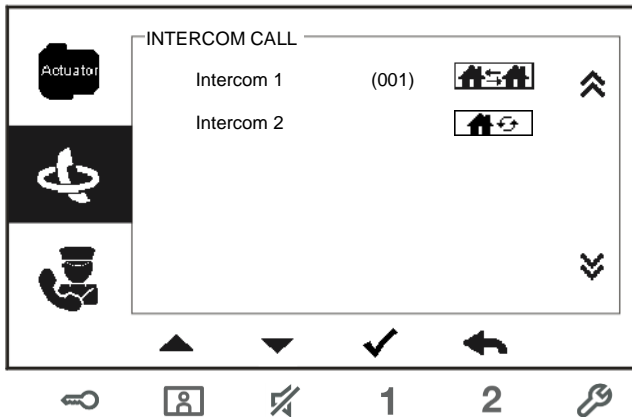 Actuator
INTERCOM CALL
Intercom 1 (001)
Intercom 2
1 2